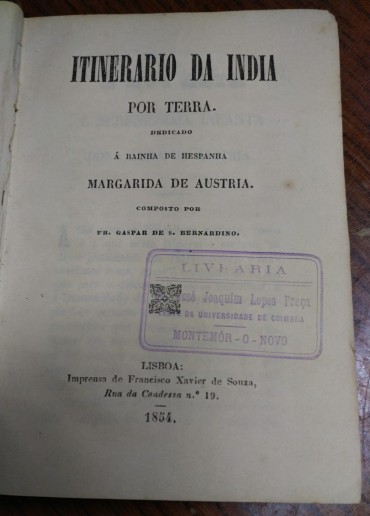 ITINERARIO DA INDIA
POR TERRA.
DEDICADO
Á RAINHA DE HESPANHA
MARGARIDA DE AUSTRIA.
COMPOSTO POR
FR. GASPAR DE S. BERNARDINO.
LIVRARIA
José Joaquim Lopes Praça
DA UNIVERSIDADE DE COIMBRA
MONTEMÓR-O-NOVO
LISBOA:
Imprensa de Francisco Xavier de Souza,
Rua da Condessa n.º 19.
1854.